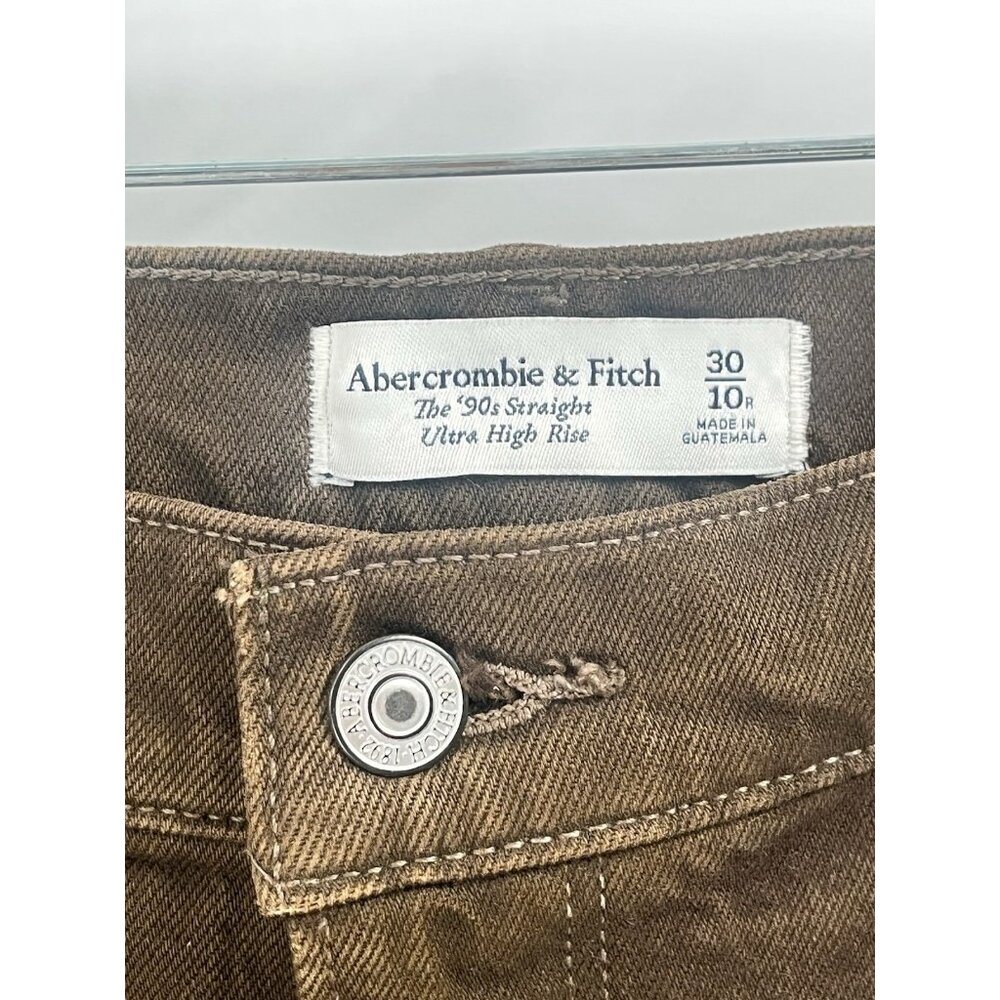 Abercrombie & Fitch
The '90s Straight
Ultra High Rise
30
10R
MADE IN
GUATEMALA
ABERCROMBIE & FITCH · 1892 ·